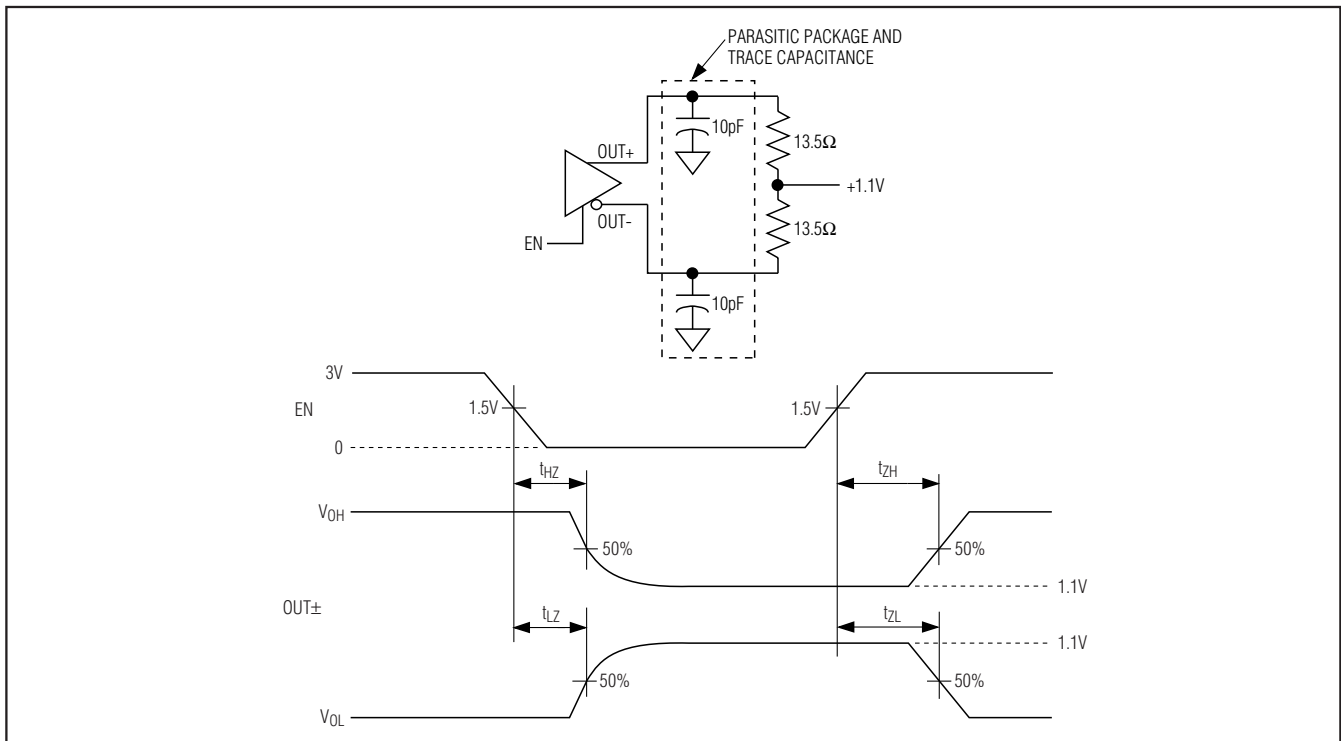 PARASITIC PACKAGE AND
TRACE CAPACITANCE
10pF
13.5Ω
OUT+
+1.1V
OUT-
13.5Ω
EN
10pF
3V
EN
1.5V
1.5V
0
tHZ
tZH
VOH
50%
50%
1.1V
OUT±
tLZ
tZL
1.1V
50%
50%
VOL